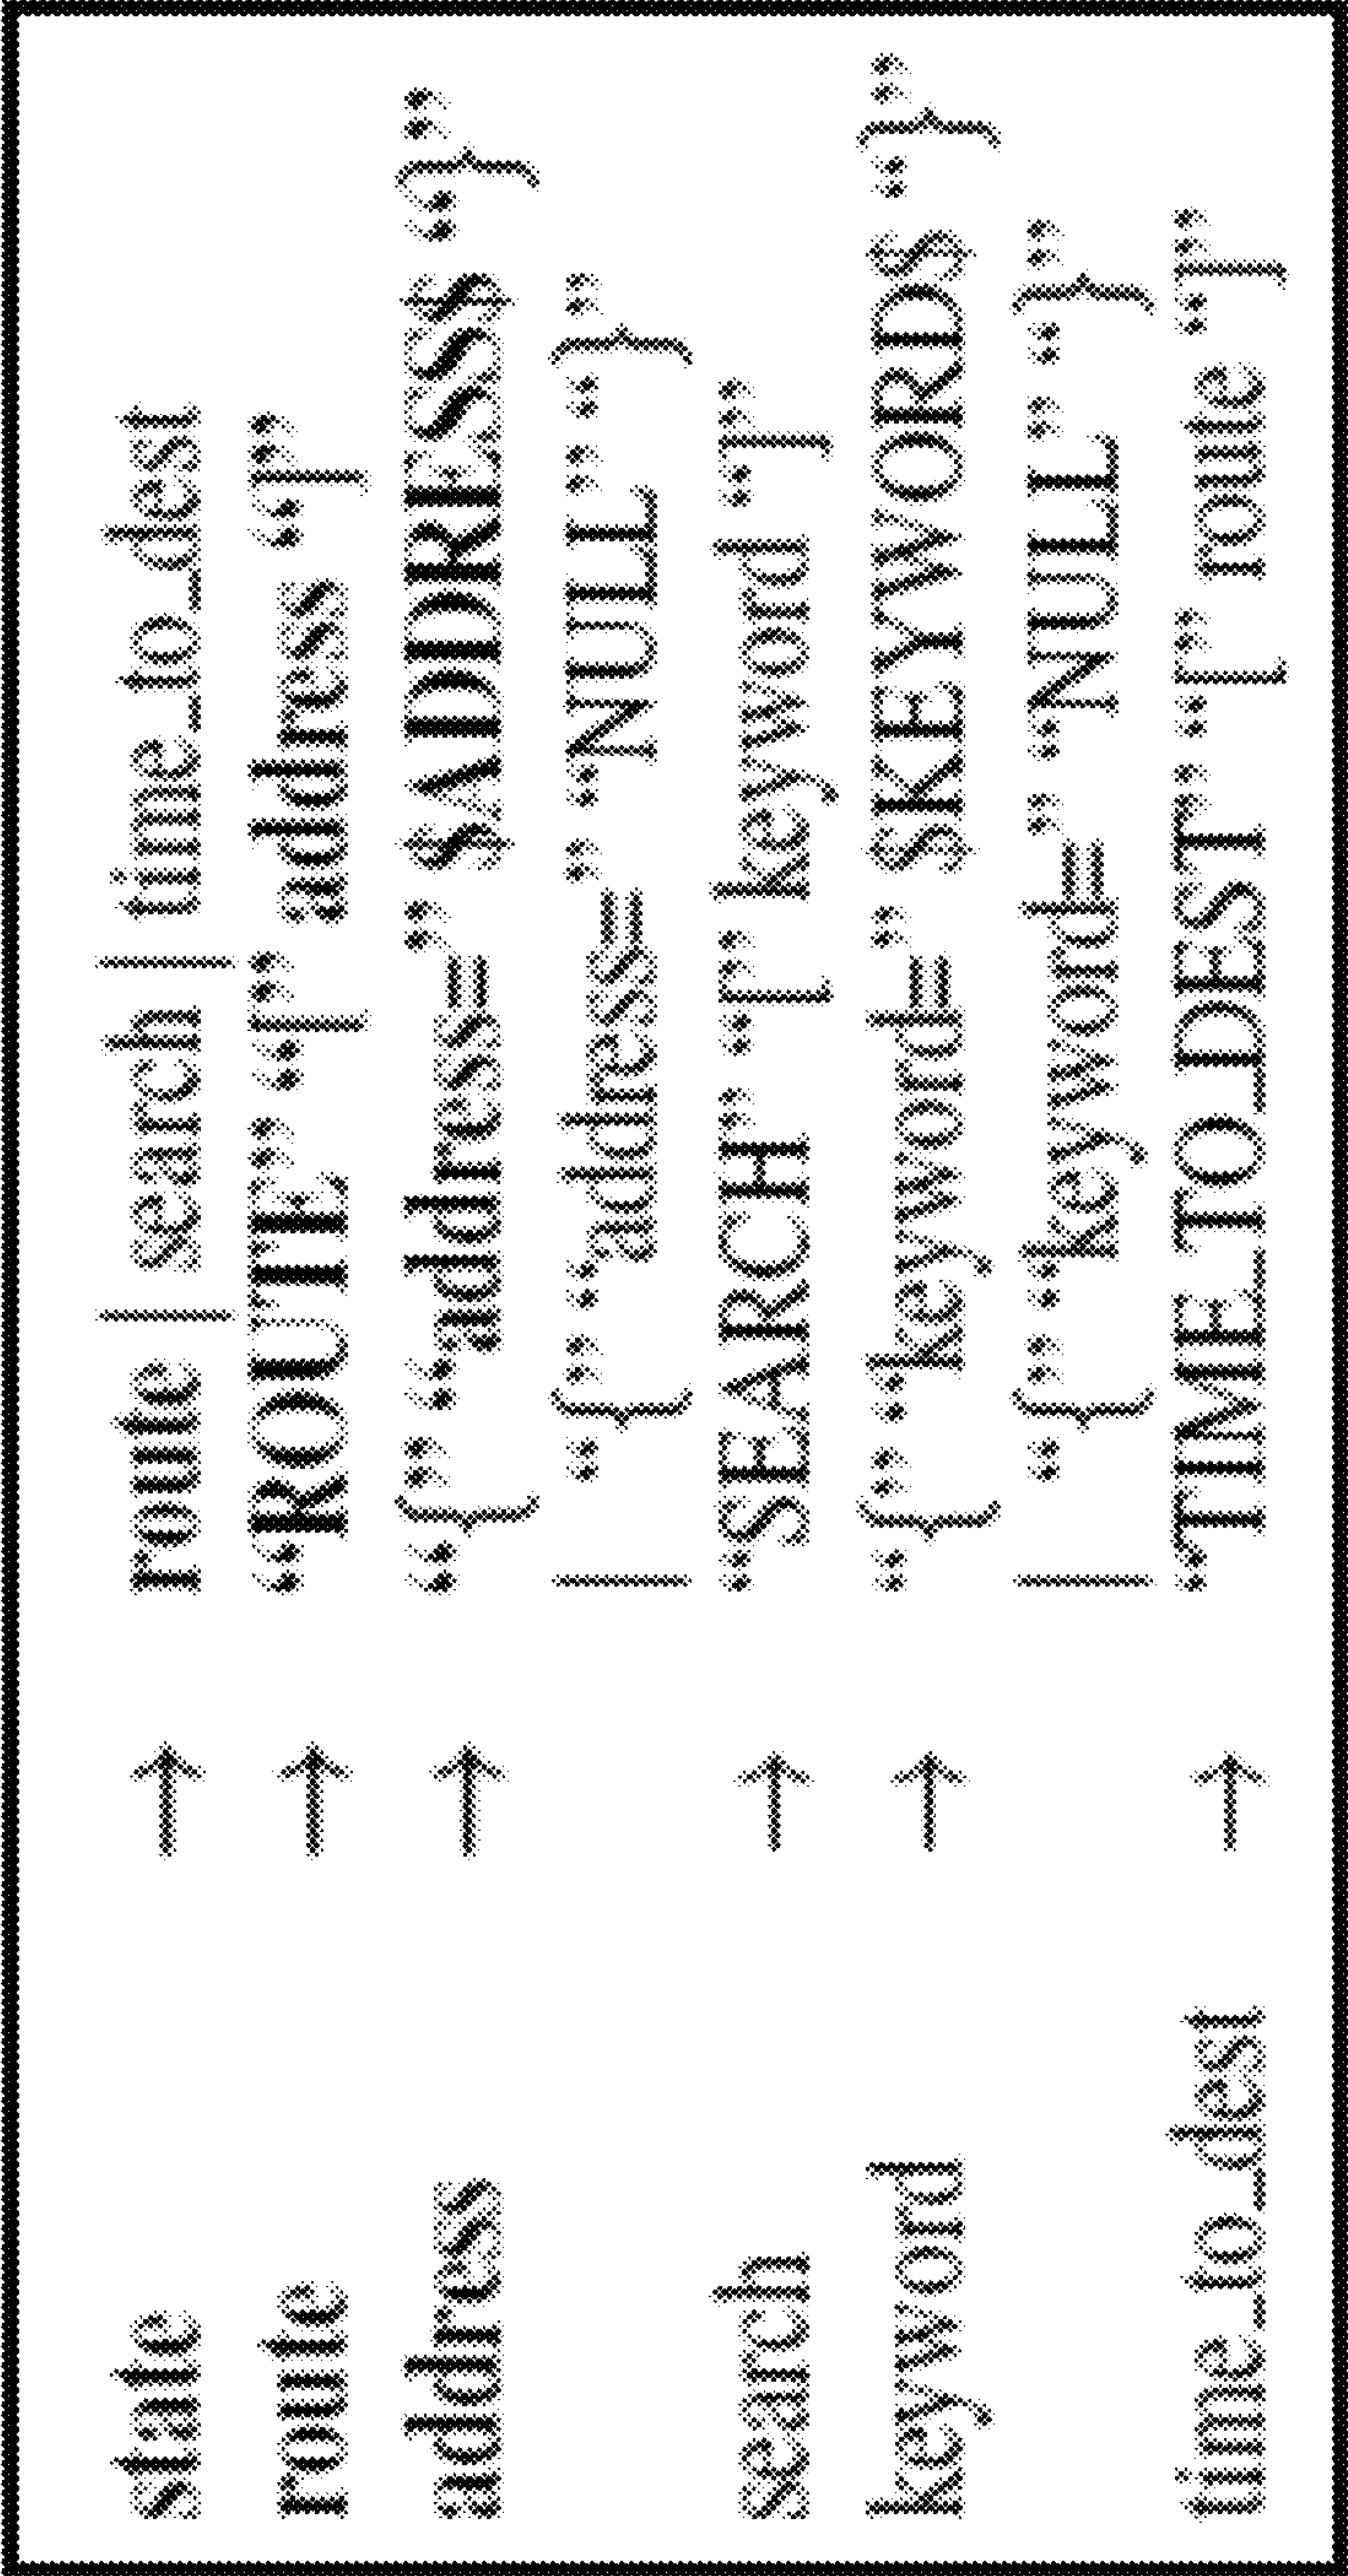 state → route | search | time_to_dest
route → “ROUTE” “[” address “]”
address → “{” “address=” $ADDRESS$ “}”
| “{” “address=” “NULL” “}”
search → “SEARCH” “[” keyword “]”
keyword → “{” “keyword=” $KEYWORD$ “}”
| “{” “keyword=” “NULL” “}”
time_to_dest → “TIME_TO_DEST” “[” route “]”